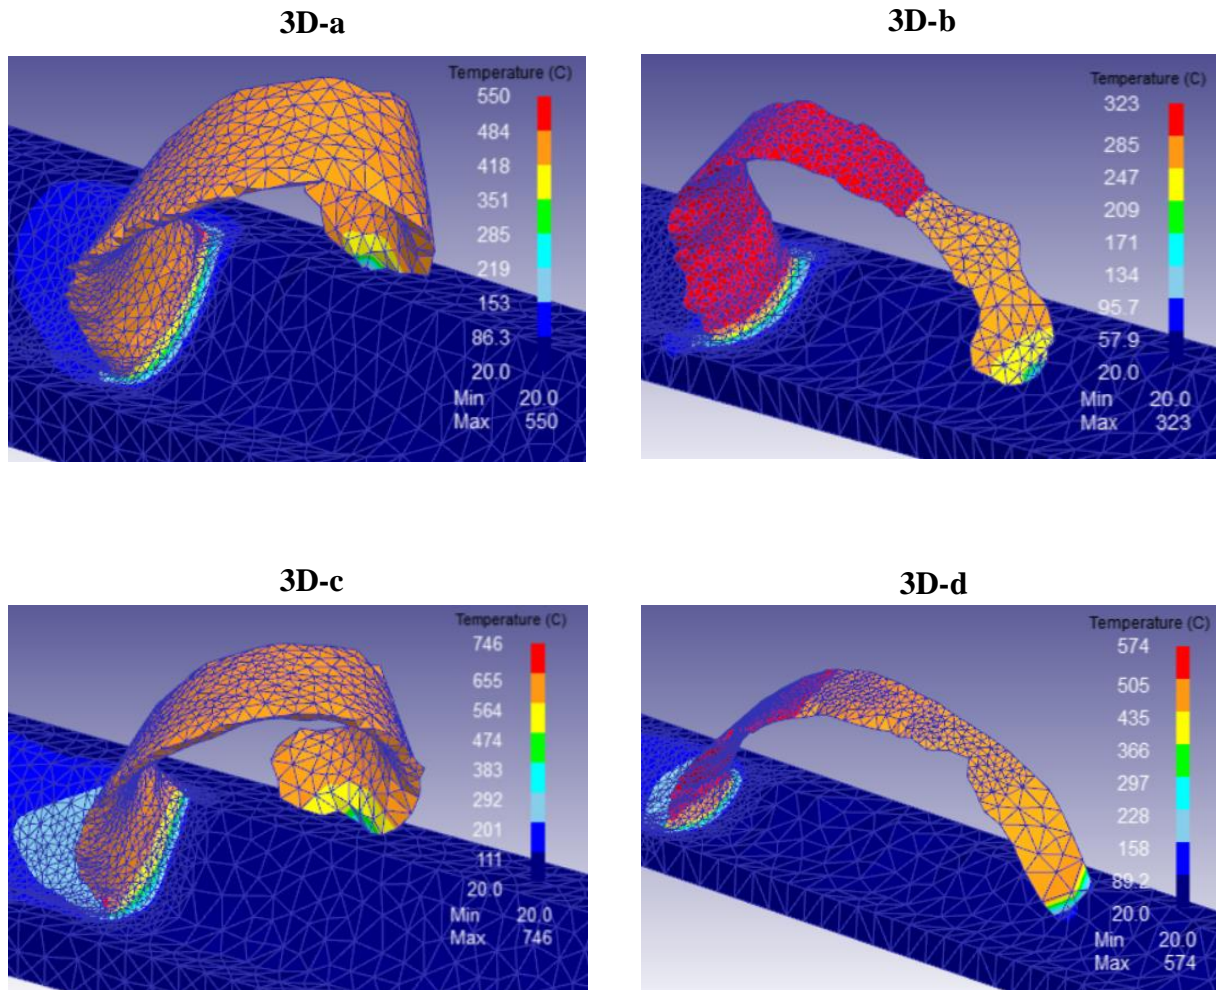 3D-a
Temperature (C)
550
484
418
351
285
219
153
86.3
20.0
Min 20.0
Max 550
3D-b
Temperature (C)
323
285
247
209
171
134
95.7
57.9
20.0
Min 20.0
Max 323
3D-c
Temperature (C)
746
655
564
474
383
292
201
111
20.0
Min 20.0
Max 746
3D-d
Temperature (C)
574
505
435
366
297
228
158
89.2
20.0
Min 20.0
Max 574